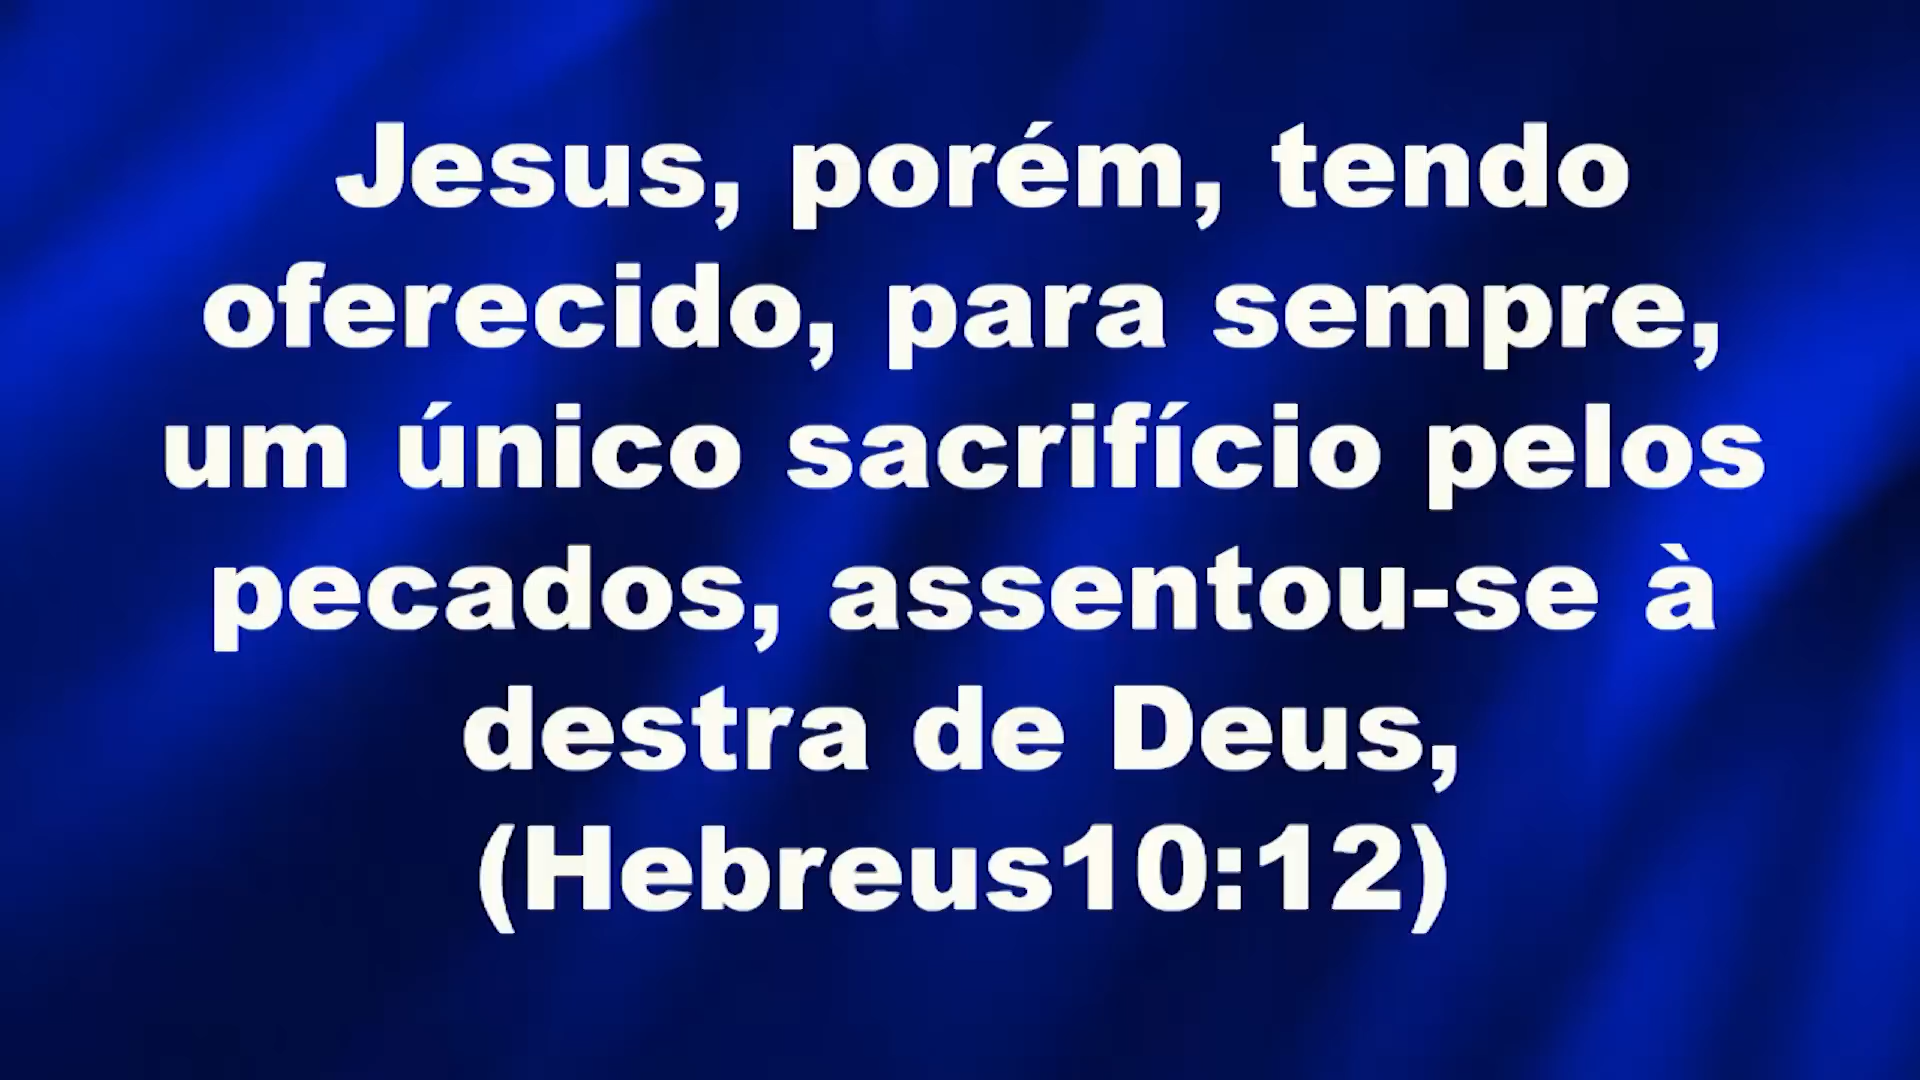 Jesus, porém, tendo
oferecido, para sempre,
um único sacrifício pelos
pecados, assentou-se à
destra de Deus,
(Hebreus10:12)